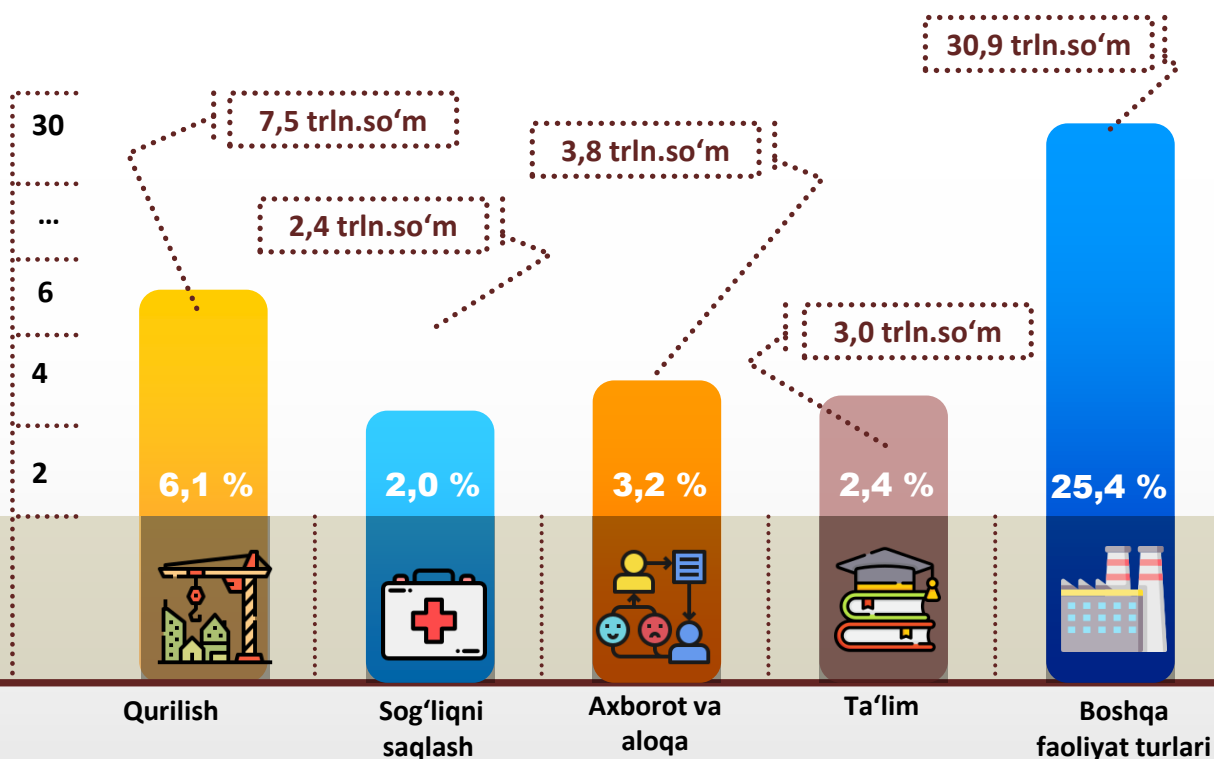 30,9 trln.so‘m
30
7,5 trln.so‘m
3,8 trln.so‘m
...
2,4 trln.so‘m
6
3,0 trln.so‘m
4
2
6,1 %
2,0 %
3,2 %
2,4 %
25,4 %
Qurilish
Sog‘liqni
saqlash
Axborot va
aloqa
Ta‘lim
Boshqa
faoliyat turlari